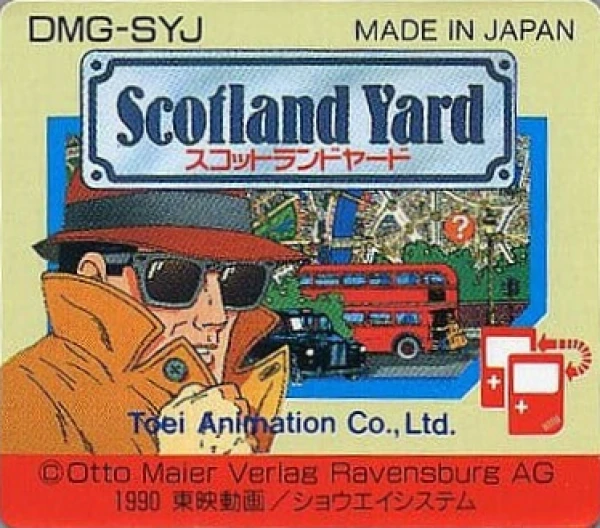 DMG-SYJ MADE IN JAPAN
Scotland Yard
スコットランドヤード
?
Toei Animation Co., Ltd.
©Otto Maier Verlag Ravensburg AG
1990 東映動画/ショウエイシステム